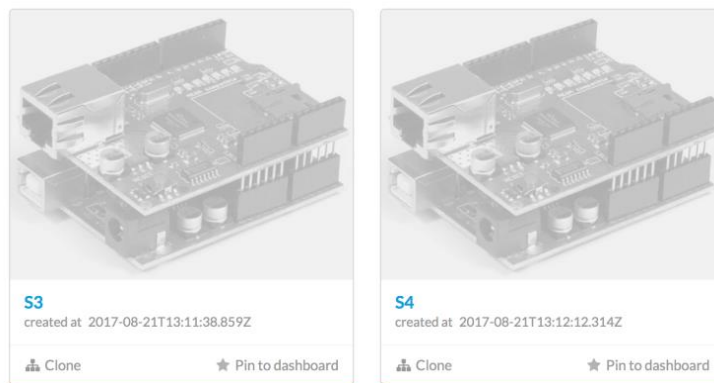 S3
created at 2017-08-21T13:11:38.859Z
Clone
Pin to dashboard
S4
created at 2017-08-21T13:12:12.314Z
Clone
Pin to dashboard